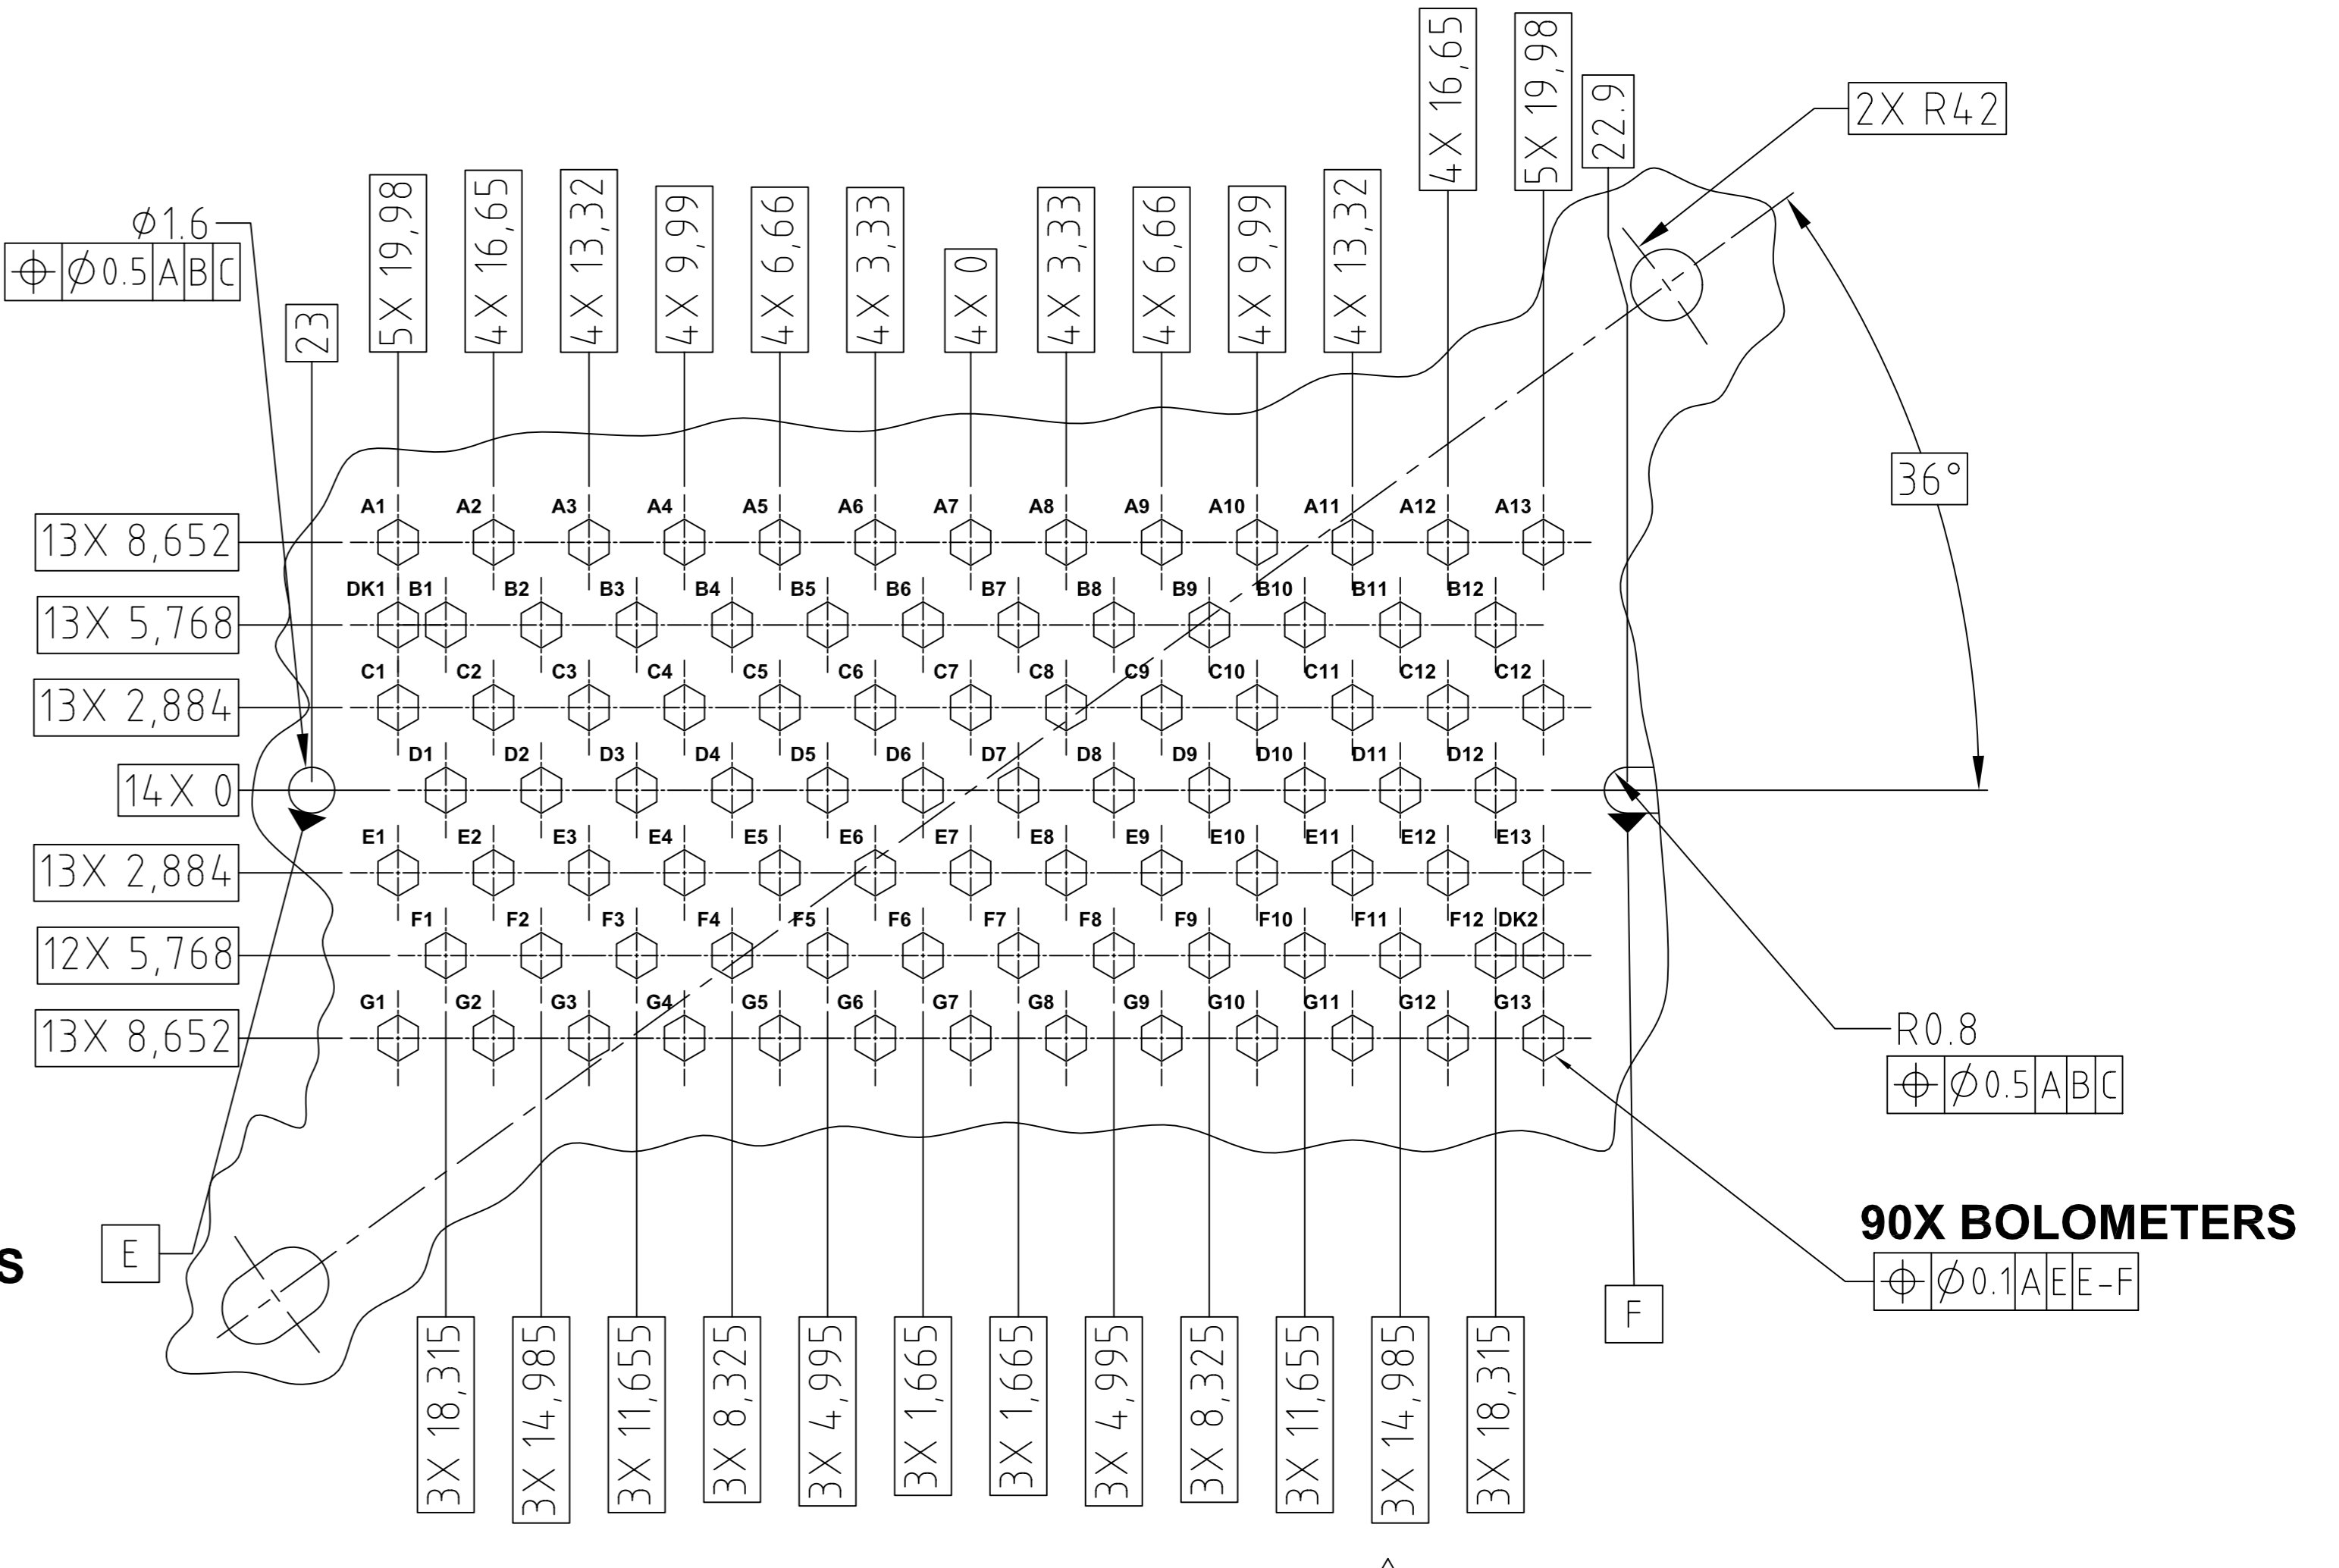 4X 16,65
5X 19,98
22.9
2X R42
5X 19,98
4X 16,65
4X 13,32
4X 9,99
4X 6,66
4X 3,33
4X 0
4X 3,33
4X 6,66
4X 9,99
4X 13,32
Ø1.6
⌖ Ø0.5 A B C
23
36°
A1 A2 A3 A4 A5 A6 A7 A8 A9 A10 A11 A12 A13
13X 8,652
DK1 B1 B2 B3 B4 B5 B6 B7 B8 B9 B10 B11 B12
13X 5,768
C1 C2 C3 C4 C5 C6 C7 C8 C9 C10 C11 C12 C12
13X 2,884
D1 D2 D3 D4 D5 D6 D7 D8 D9 D10 D11 D12
14X 0
E1 E2 E3 E4 E5 E6 E7 E8 E9 E10 E11 E12 E13
13X 2,884
F1 F2 F3 F4 F5 F6 F7 F8 F9 F10 F11 F12 DK2
12X 5,768
G1 G2 G3 G4 G5 G6 G7 G8 G9 G10 G11 G12 G13
13X 8,652
R0.8
⌖ Ø0.5 A B C
90X BOLOMETERS
⌖ Ø0.1 A E E-F
S
E
F
3X 18,315
3X 14,985
3X 11,655
3X 8,325
3X 4,995
3X 1,665
3X 1,665
3X 4,995
3X 8,325
3X 11,655
3X 14,985
3X 18,315